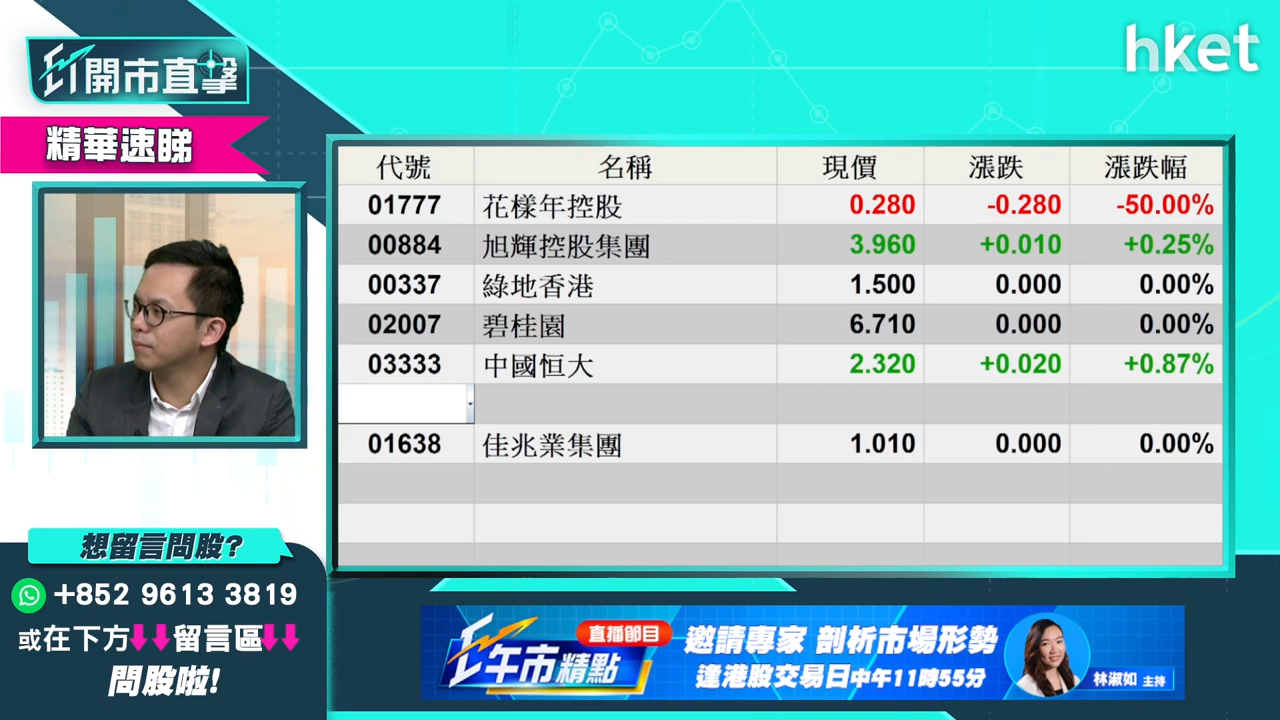 hket
ET開市直擊
精華速睇
代號 名稱 現價 漲跌 漲跌幅
01777 花樣年控股 0.280 -0.280 -50.00%
00884 旭輝控股集團 3.960 +0.010 +0.25%
00337 綠地香港 1.500 0.000 0.00%
02007 碧桂園 6.710 0.000 0.00%
03333 中國恒大 2.320 +0.020 +0.87%
01638 佳兆業集團 1.010 0.000 0.00%
想留言問股?
+852 9613 3819
或在下方⬇⬇留言區⬇⬇
問股啦!
ET午市精點
直播節目
邀請專家 剖析市場形勢
逢港股交易日中午11時55分
林淑如 主持